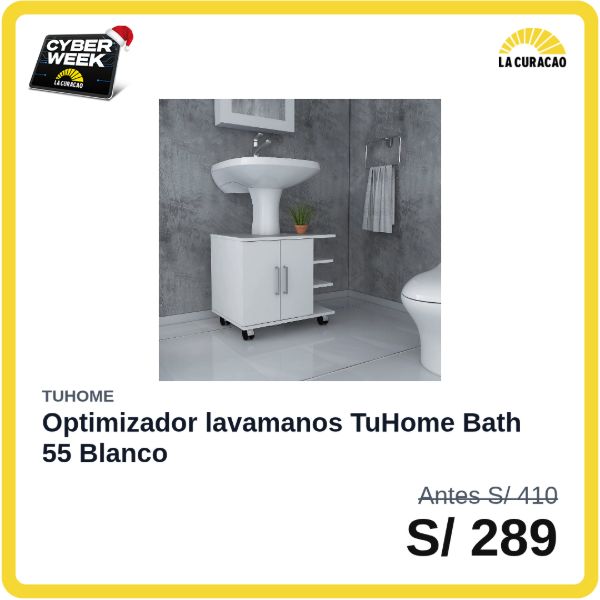 CYBER
WEEK
LA CURACAO
LA CURACAO
TUHOME
Optimizador lavamanos TuHome Bath
55 Blanco
Antes S/ 410
S/ 289